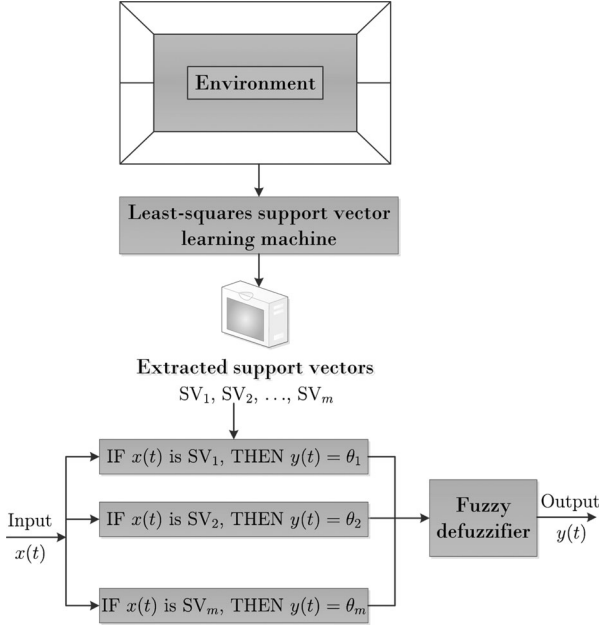 Environment
Least-squares support vector
learning machine
Extracted support vectors
SV₁, SV₂, ..., SVₘ
IF x(t) is SV₁, THEN y(t) = θ₁
IF x(t) is SV₂, THEN y(t) = θ₂
IF x(t) is SVₘ, THEN y(t) = θₘ
Input
x(t)
Fuzzy
defuzzifier
Output
y(t)